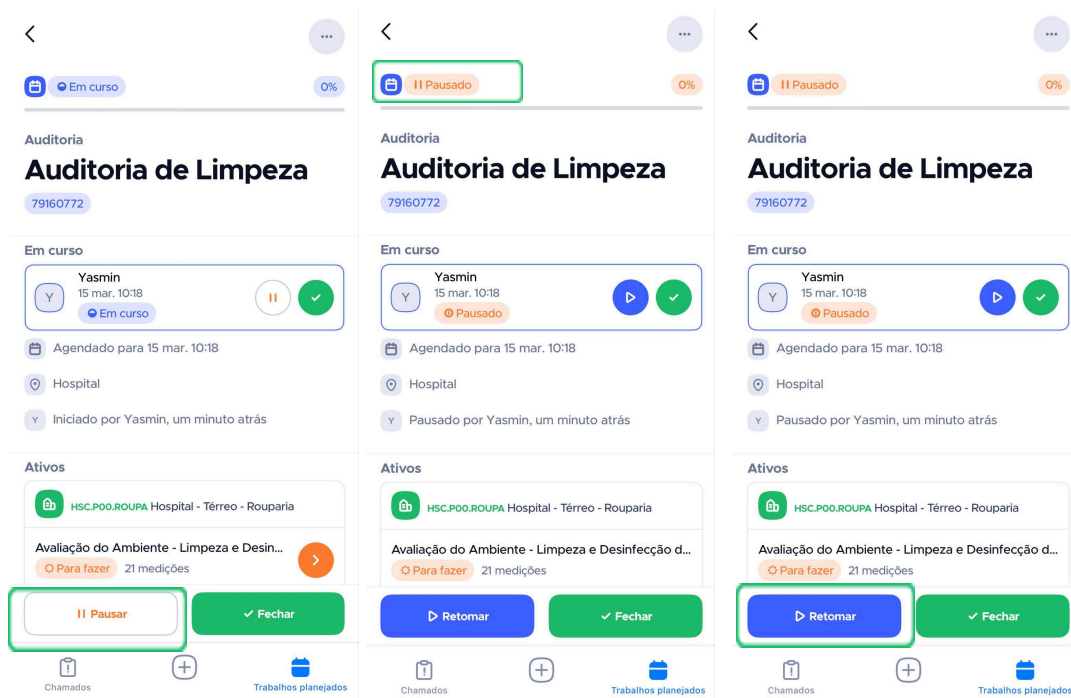 ...
Em curso
0%
Auditoria
Auditoria de Limpeza
79160772
Em curso
Yasmin
Y
15 mar. 10:18
Em curso
Agendado para 15 mar. 10:18
Hospital
Y
Iniciado por Yasmin, um minuto atrás
Ativos
HSC.P00.ROUPA Hospital - Térreo - Rouparia
Avaliação do Ambiente - Limpeza e Desin...
Para fazer 21 medições
Pausar
Fechar
Chamados
Trabalhos planejados
...
Pausado
0%
Auditoria
Auditoria de Limpeza
79160772
Em curso
Yasmin
Y
15 mar. 10:18
Pausado
Agendado para 15 mar. 10:18
Hospital
Y
Pausado por Yasmin, um minuto atrás
Ativos
HSC.P00.ROUPA Hospital - Térreo - Rouparia
Avaliação do Ambiente - Limpeza e Desinfecção d...
Para fazer 21 medições
Retomar
Fechar
Chamados
Trabalhos planejados
...
Pausado
0%
Auditoria
Auditoria de Limpeza
79160772
Em curso
Yasmin
Y
15 mar. 10:18
Pausado
Agendado para 15 mar. 10:18
Hospital
Y
Pausado por Yasmin, um minuto atrás
Ativos
HSC.P00.ROUPA Hospital - Térreo - Rouparia
Avaliação do Ambiente - Limpeza e Desinfecção d...
Para fazer 21 medições
Retomar
Fechar
Chamados
Trabalhos planejados